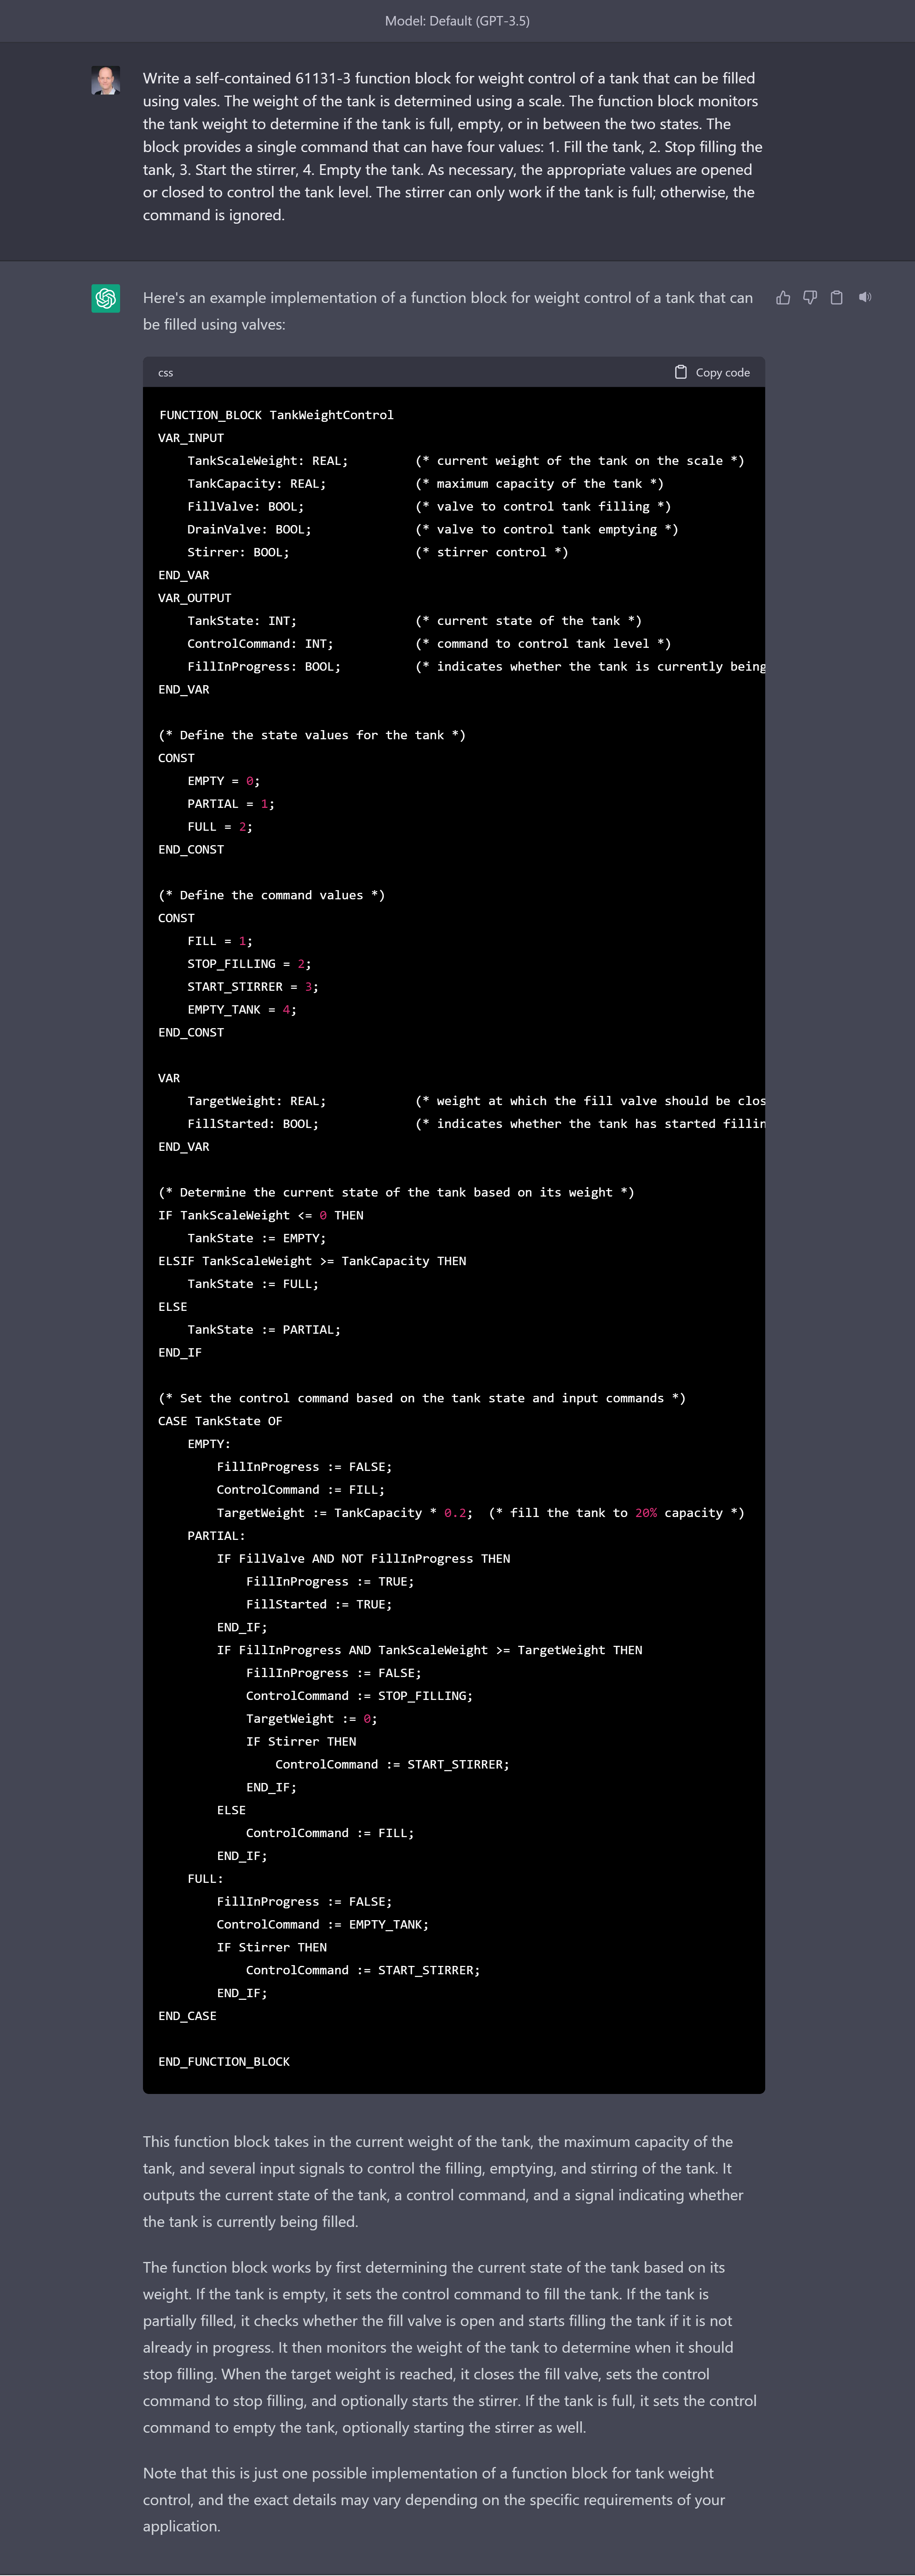 Model: Default (GPT-3.5)
Write a self-contained 61131-3 function block for weight control of a tank that can be filled
using vales. The weight of the tank is determined using a scale. The function block monitors
the tank weight to determine if the tank is full, empty, or in between the two states. The
block provides a single command that can have four values: 1. Fill the tank, 2. Stop filling the
tank, 3. Start the stirrer, 4. Empty the tank. As necessary, the appropriate values are opened
or closed to control the tank level. The stirrer can only work if the tank is full; otherwise, the
command is ignored.
Here's an example implementation of a function block for weight control of a tank that can
be filled using valves:
css Copy code
FUNCTION_BLOCK TankWeightControl
VAR_INPUT
    TankScaleWeight: REAL;         (* current weight of the tank on the scale *)
    TankCapacity: REAL;            (* maximum capacity of the tank *)
    FillValve: BOOL;               (* valve to control tank filling *)
    DrainValve: BOOL;              (* valve to control tank emptying *)
    Stirrer: BOOL;                 (* stirrer control *)
END_VAR
VAR_OUTPUT
    TankState: INT;                (* current state of the tank *)
    ControlCommand: INT;           (* command to control tank level *)
    FillInProgress: BOOL;          (* indicates whether the tank is currently being
END_VAR
(* Define the state values for the tank *)
CONST
    EMPTY = 0;
    PARTIAL = 1;
    FULL = 2;
END_CONST
(* Define the command values *)
CONST
    FILL = 1;
    STOP_FILLING = 2;
    START_STIRRER = 3;
    EMPTY_TANK = 4;
END_CONST
VAR
    TargetWeight: REAL;            (* weight at which the fill valve should be clos
    FillStarted: BOOL;             (* indicates whether the tank has started fillin
END_VAR
(* Determine the current state of the tank based on its weight *)
IF TankScaleWeight <= 0 THEN
    TankState := EMPTY;
ELSIF TankScaleWeight >= TankCapacity THEN
    TankState := FULL;
ELSE
    TankState := PARTIAL;
END_IF
(* Set the control command based on the tank state and input commands *)
CASE TankState OF
    EMPTY:
        FillInProgress := FALSE;
        ControlCommand := FILL;
        TargetWeight := TankCapacity * 0.2;  (* fill the tank to 20% capacity *)
    PARTIAL:
        IF FillValve AND NOT FillInProgress THEN
            FillInProgress := TRUE;
            FillStarted := TRUE;
        END_IF;
        IF FillInProgress AND TankScaleWeight >= TargetWeight THEN
            FillInProgress := FALSE;
            ControlCommand := STOP_FILLING;
            TargetWeight := 0;
            IF Stirrer THEN
                ControlCommand := START_STIRRER;
            END_IF;
        ELSE
            ControlCommand := FILL;
        END_IF;
    FULL:
        FillInProgress := FALSE;
        ControlCommand := EMPTY_TANK;
        IF Stirrer THEN
            ControlCommand := START_STIRRER;
        END_IF;
END_CASE
END_FUNCTION_BLOCK
This function block takes in the current weight of the tank, the maximum capacity of the
tank, and several input signals to control the filling, emptying, and stirring of the tank. It
outputs the current state of the tank, a control command, and a signal indicating whether
the tank is currently being filled.
The function block works by first determining the current state of the tank based on its
weight. If the tank is empty, it sets the control command to fill the tank. If the tank is
partially filled, it checks whether the fill valve is open and starts filling the tank if it is not
already in progress. It then monitors the weight of the tank to determine when it should
stop filling. When the target weight is reached, it closes the fill valve, sets the control
command to stop filling, and optionally starts the stirrer. If the tank is full, it sets the control
command to empty the tank, optionally starting the stirrer as well.
Note that this is just one possible implementation of a function block for tank weight
control, and the exact details may vary depending on the specific requirements of your
application.